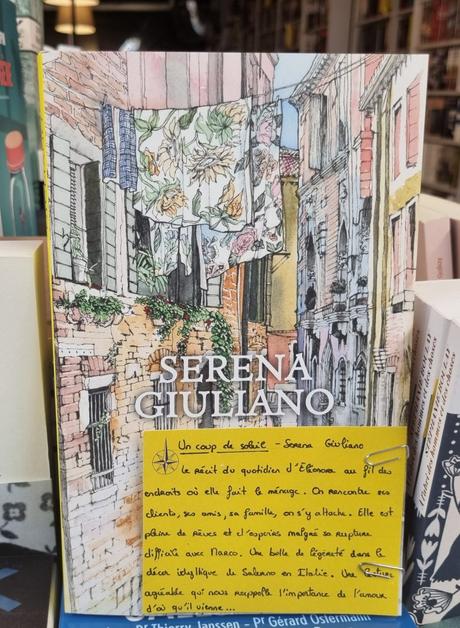 SERENA
GIULIANO
Un coup de soleil - Serena Giuliano
Le récit du quotidien d'Elionora au fil des
endroits où elle fait le ménage. On rencontre ses
clients, ses amis, sa famille, on s'y attache. Elle est
pleine de rêves et d'espoirs malgré sa rupture
difficile avec Marco. Une bulle de légèreté dans le
décor idyllique de Salerno en Italie. Une lecture
agréable qui nous rappelle l'importance de l'amour
d'où qu'il vienne...
Pr Thierry Janssen - Pr Gérard Ostermann